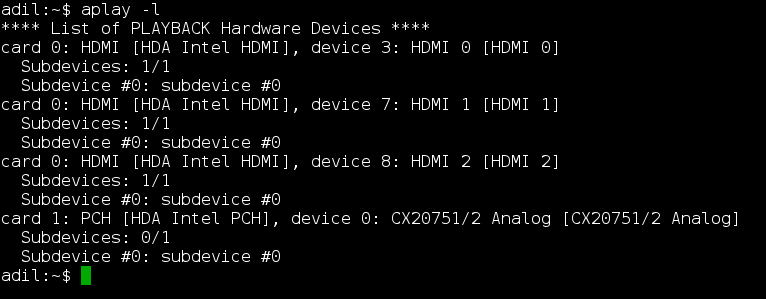 adil:~$ aplay -l
**** List of PLAYBACK Hardware Devices ****
card 0: HDMI [HDA Intel HDMI], device 3: HDMI 0 [HDMI 0]
  Subdevices: 1/1
  Subdevice #0: subdevice #0
card 0: HDMI [HDA Intel HDMI], device 7: HDMI 1 [HDMI 1]
  Subdevices: 1/1
  Subdevice #0: subdevice #0
card 0: HDMI [HDA Intel HDMI], device 8: HDMI 2 [HDMI 2]
  Subdevices: 1/1
  Subdevice #0: subdevice #0
card 1: PCH [HDA Intel PCH], device 0: CX20751/2 Analog [CX20751/2 Analog]
  Subdevices: 0/1
  Subdevice #0: subdevice #0
adil:~$